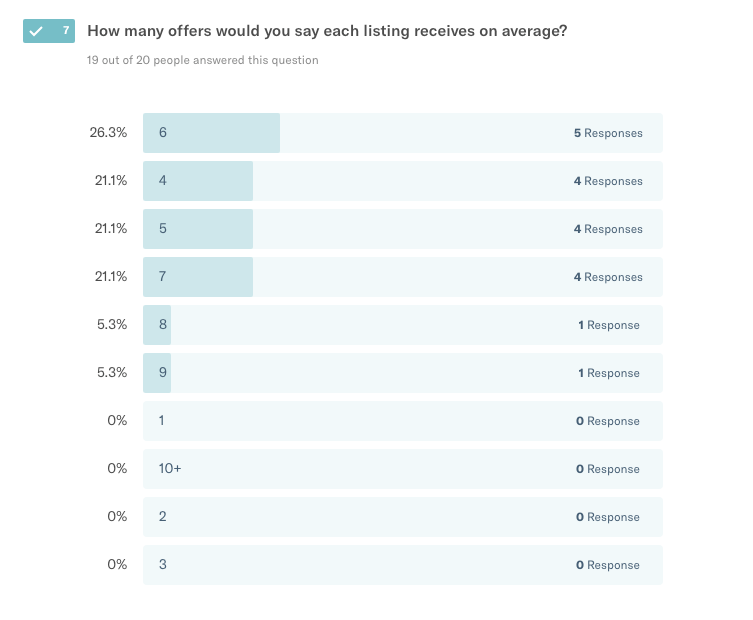 7 How many offers would you say each listing receives on average?
19 out of 20 people answered this question
26.3% 6 5 Responses
21.1% 4 4 Responses
21.1% 5 4 Responses
21.1% 7 4 Responses
5.3% 8 1 Response
5.3% 9 1 Response
0% 1 0 Response
0% 10+ 0 Response
0% 2 0 Response
0% 3 0 Response